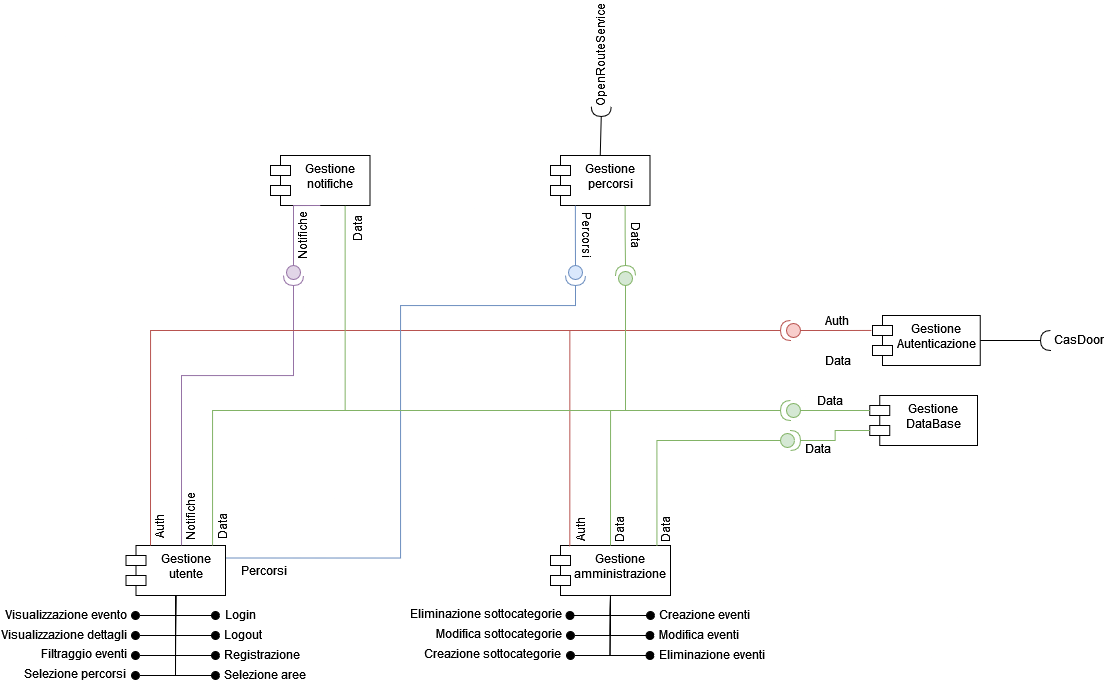 OpenRouteService
Gestione
notifiche
Gestione
percorsi
Notifiche
Data
Percorsi
Data
Auth
Gestione
Autenticazione
CasDoor
Data
Data
Gestione
DataBase
Data
Auth
Notifiche
Data
Auth
Data
Data
Gestione
utente
Percorsi
Gestione
amministrazione
Visualizzazione evento
Login
Visualizzazione dettagli
Logout
Filtraggio eventi
Registrazione
Selezione percorsi
Selezione aree
Eliminazione sottocategorie
Creazione eventi
Modifica sottocategorie
Modifica eventi
Creazione sottocategorie
Eliminazione eventi